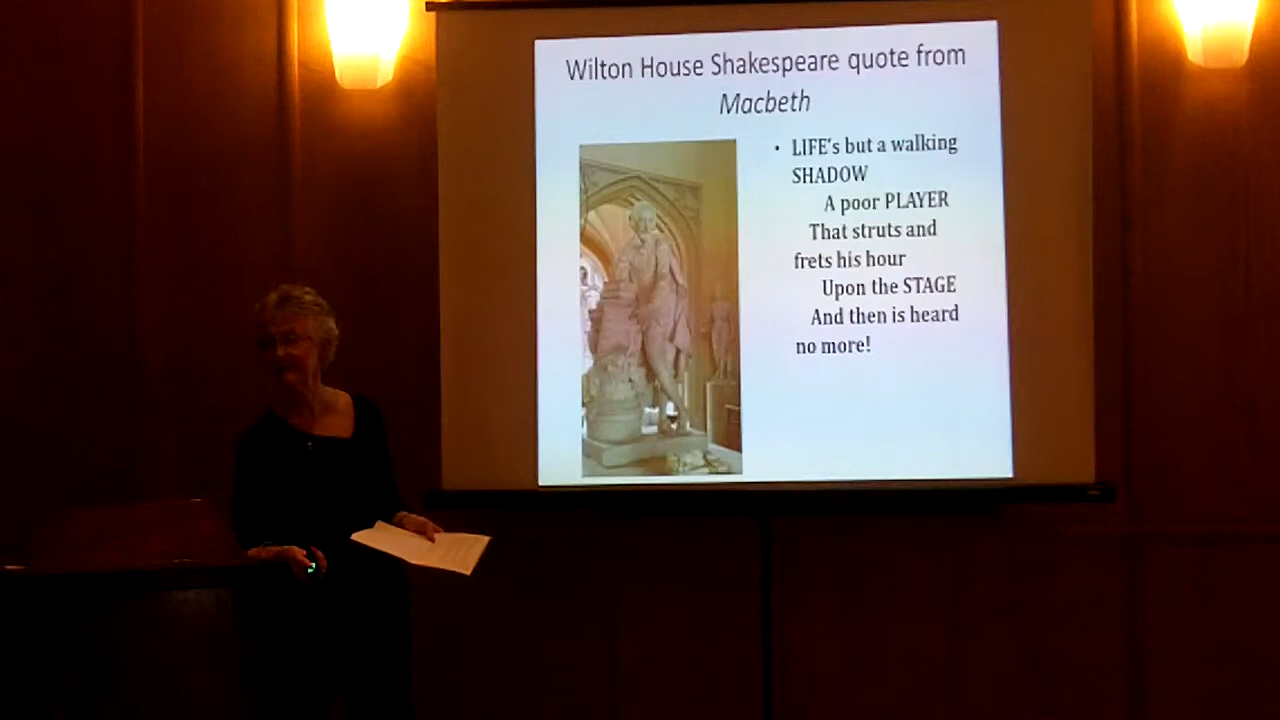 Wilton House Shakespeare quote from
Macbeth
• LIFE's but a walking
SHADOW
A poor PLAYER
That struts and
frets his hour
Upon the STAGE
And then is heard
no more!